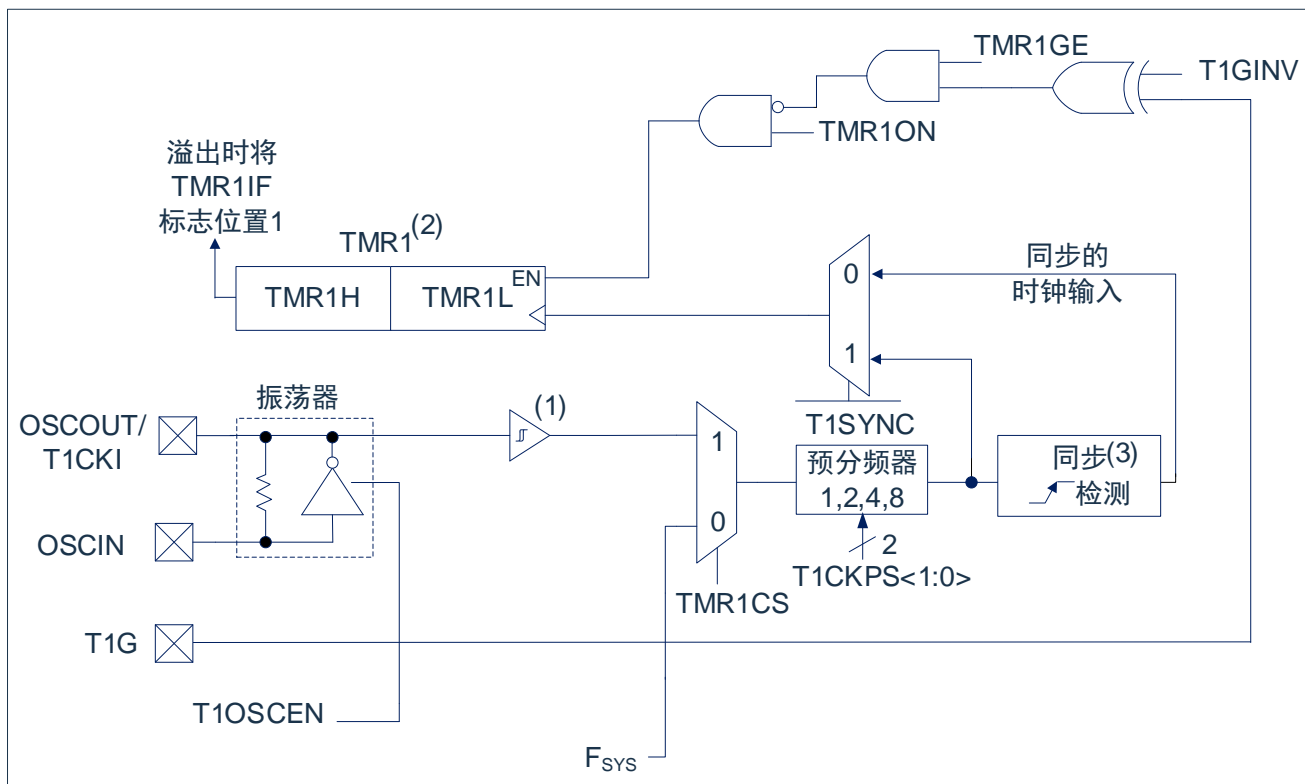 TMR1GE
T1GINV
TMR1ON
溢出时将
TMR1IF
标志位置1
TMR1(2)
EN
TMR1H
TMR1L
0
1
同步的
时钟输入
T1SYNC
振荡器
(1)
OSCOUT/
T1CKI
1
0
预分频器
1,2,4,8
同步(3)
检测
OSCIN
2
T1CKPS<1:0>
TMR1CS
T1G
T1OSCEN
FSYS